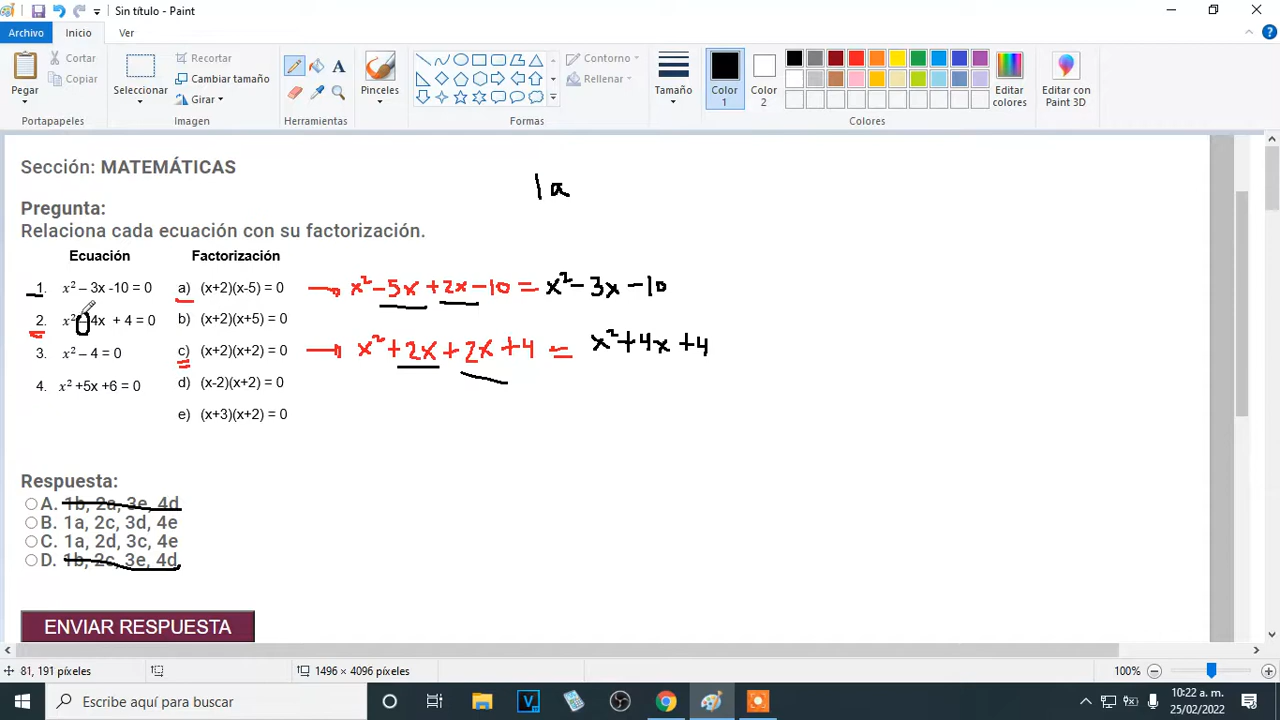 Sin título - Paint
Archivo Inicio Ver
Pegar
Cortar
Copiar
Portapapeles
Seleccionar
Recortar
Cambiar tamaño
Girar
Imagen
Herramientas
Pinceles
Contorno
Rellenar
Formas
Tamaño
Color 1
Color 2
Editar colores
Colores
Editar con Paint 3D
Sección: MATEMÁTICAS
1a
Pregunta:
Relaciona cada ecuación con su factorización.
Ecuación Factorización
1. x² – 3x -10 = 0 a) (x+2)(x-5) = 0 x² -5x +2x -10 = x² -3x -10
2. x² 4x + 4 = 0 b) (x+2)(x+5) = 0
3. x² – 4 = 0 c) (x+2)(x+2) = 0 x² +2x +2x +4 = x² +4x +4
4. x² +5x +6 = 0 d) (x-2)(x+2) = 0
e) (x+3)(x+2) = 0
Respuesta:
A. 1b, 2a, 3e, 4d
B. 1a, 2c, 3d, 4e
C. 1a, 2d, 3c, 4e
D. 1b, 2c, 3e, 4d
ENVIAR RESPUESTA
81, 191 píxeles 1496 × 4096 píxeles 100%
Escribe aquí para buscar
10:22 a. m.
25/02/2022